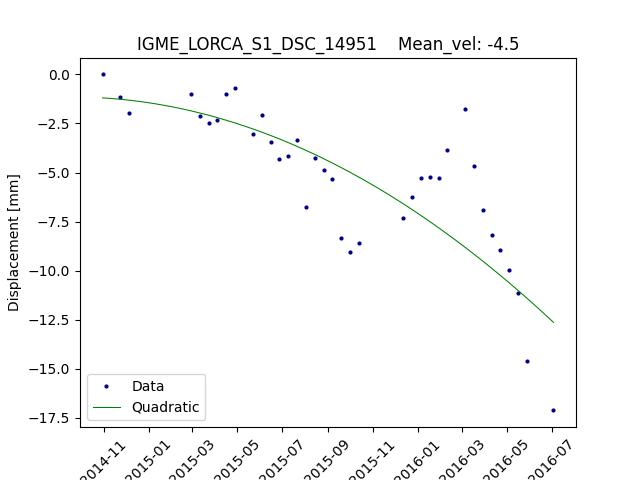 IGME_LORCA_S1_DSC_14951    Mean_vel: -4.5
Displacement [mm]
0.0
−2.5
−5.0
−7.5
−10.0
−12.5
−15.0
−17.5
Data
Quadratic
2014-11 2015-01 2015-03 2015-05 2015-07 2015-09 2015-11 2016-01 2016-03 2016-05 2016-07